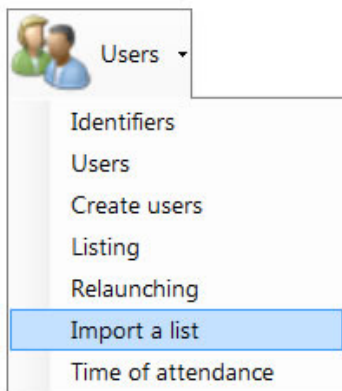 Users
Identifiers
Users
Create users
Listing
Relaunching
Import a list
Time of attendance